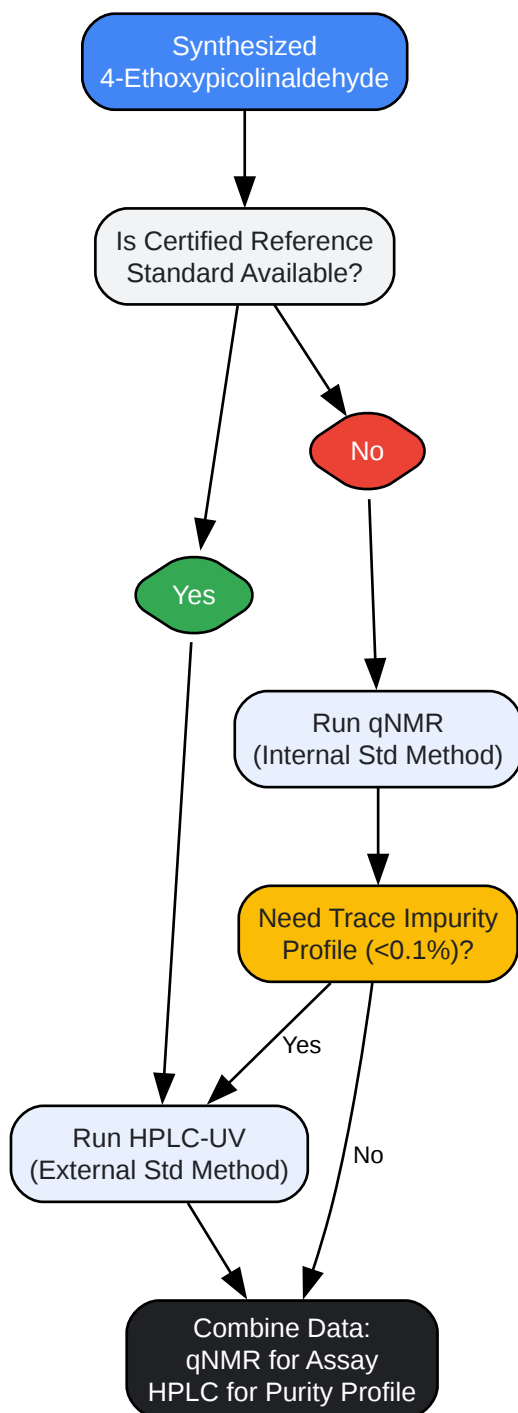 Synthesized
4-Ethoxypicolinaldehyde
Is Certified Reference
Standard Available?
No
Yes
Run qNMR
(Internal Std Method)
Need Trace Impurity
Profile (<0.1%)?
Yes
Run HPLC-UV
(External Std Method)
No
Combine Data:
qNMR for Assay
HPLC for Purity Profile